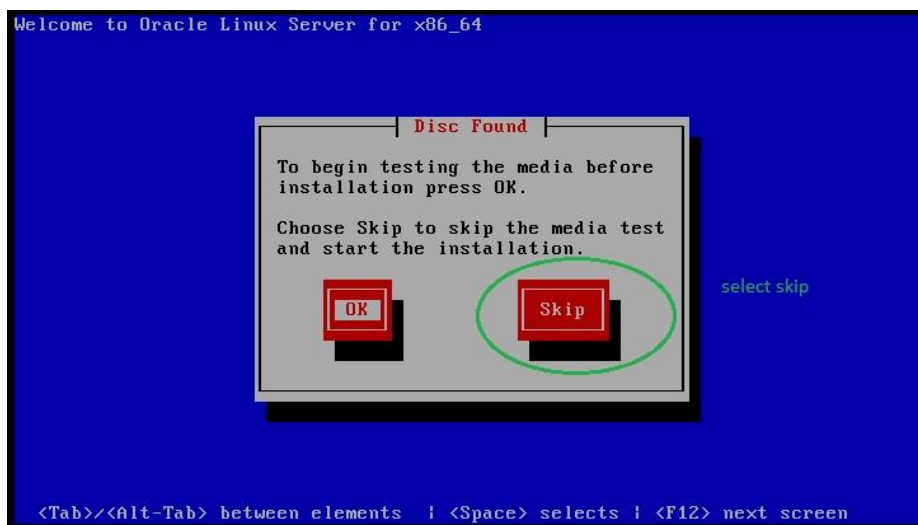 Welcome to Oracle Linux Server for x86_64
Disc Found
To begin testing the media before
installation press OK.
Choose Skip to skip the media test
and start the installation.
OK
Skip
select skip
<Tab>/<Alt-Tab> between elements | <Space> selects | <F12> next screen